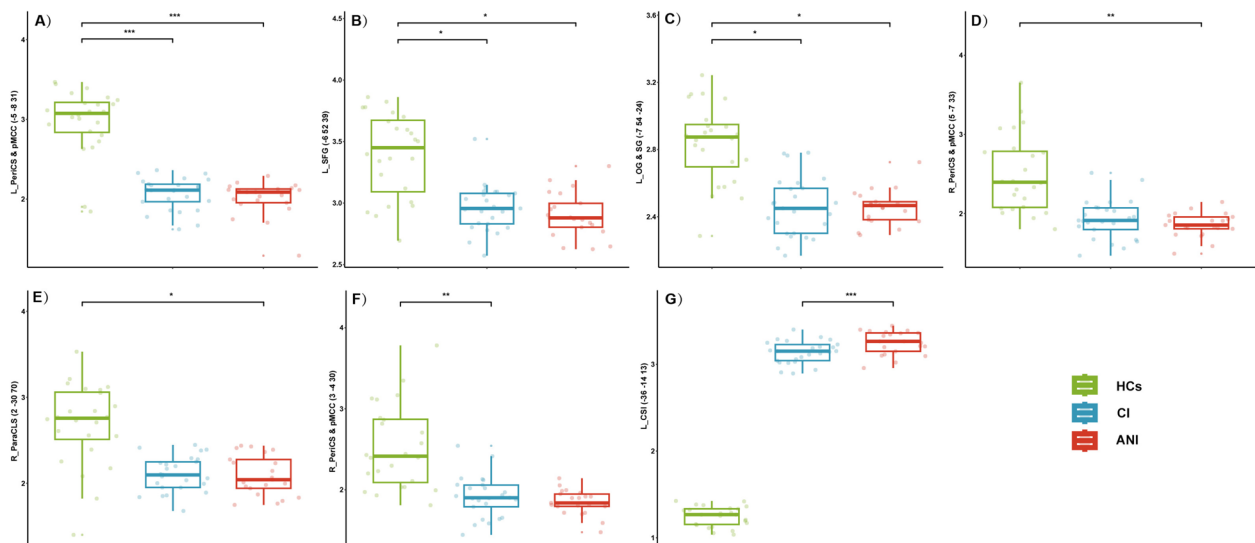 A)
***
***
L_PeriCS & pMCC (-5 -8 31)
4
3
2
B)
*
*
L_SFG (-6 52 39)
4.5
4.0
3.5
3.0
2.5
C)
*
*
L_OG & SG (-7 54 -24)
3.6
3.2
2.8
2.4
D)
**
R_PeriCS & pMCC (5 -7 33)
4
3
2
E)
*
R_ParaCLS (2 -30 70)
4
3
2
F)
**
R_PeriCS & pMCC (3 -4 30)
4
3
2
G)
***
L_CSI (-36 -14 13)
3
2
1
HCs
CI
ANI